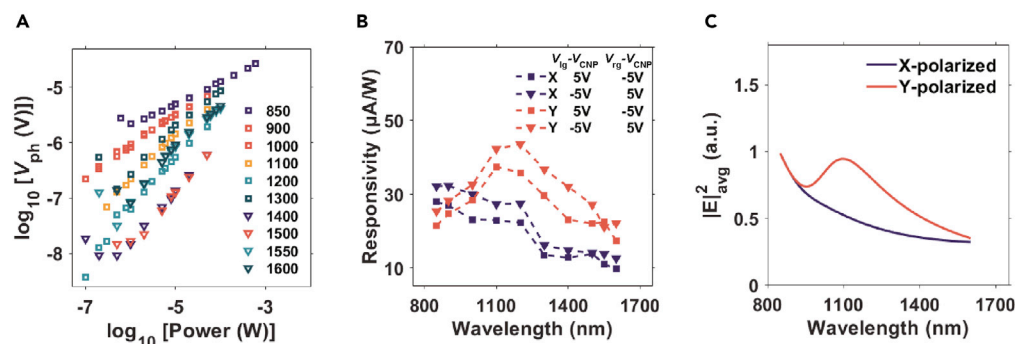 A
log10 [Vph (V)])
-5
-6
-7
-8
-7
-5
-3
log10 [Power (W)]
850
900
1000
1100
1200
1300
1400
1500
1550
1600
B
Responsivity (µA/W)
70
50
30
10
800
1100
1400
1700
Wavelength (nm)
Vlg-VCNP Vrg-VCNP
X 5V -5V
X -5V 5V
Y 5V -5V
Y -5V 5V
C
|E|2avg (a.u.)
1.5
1
0.5
0
800
1100
1400
1700
Wavelength (nm)
X-polarized
Y-polarized